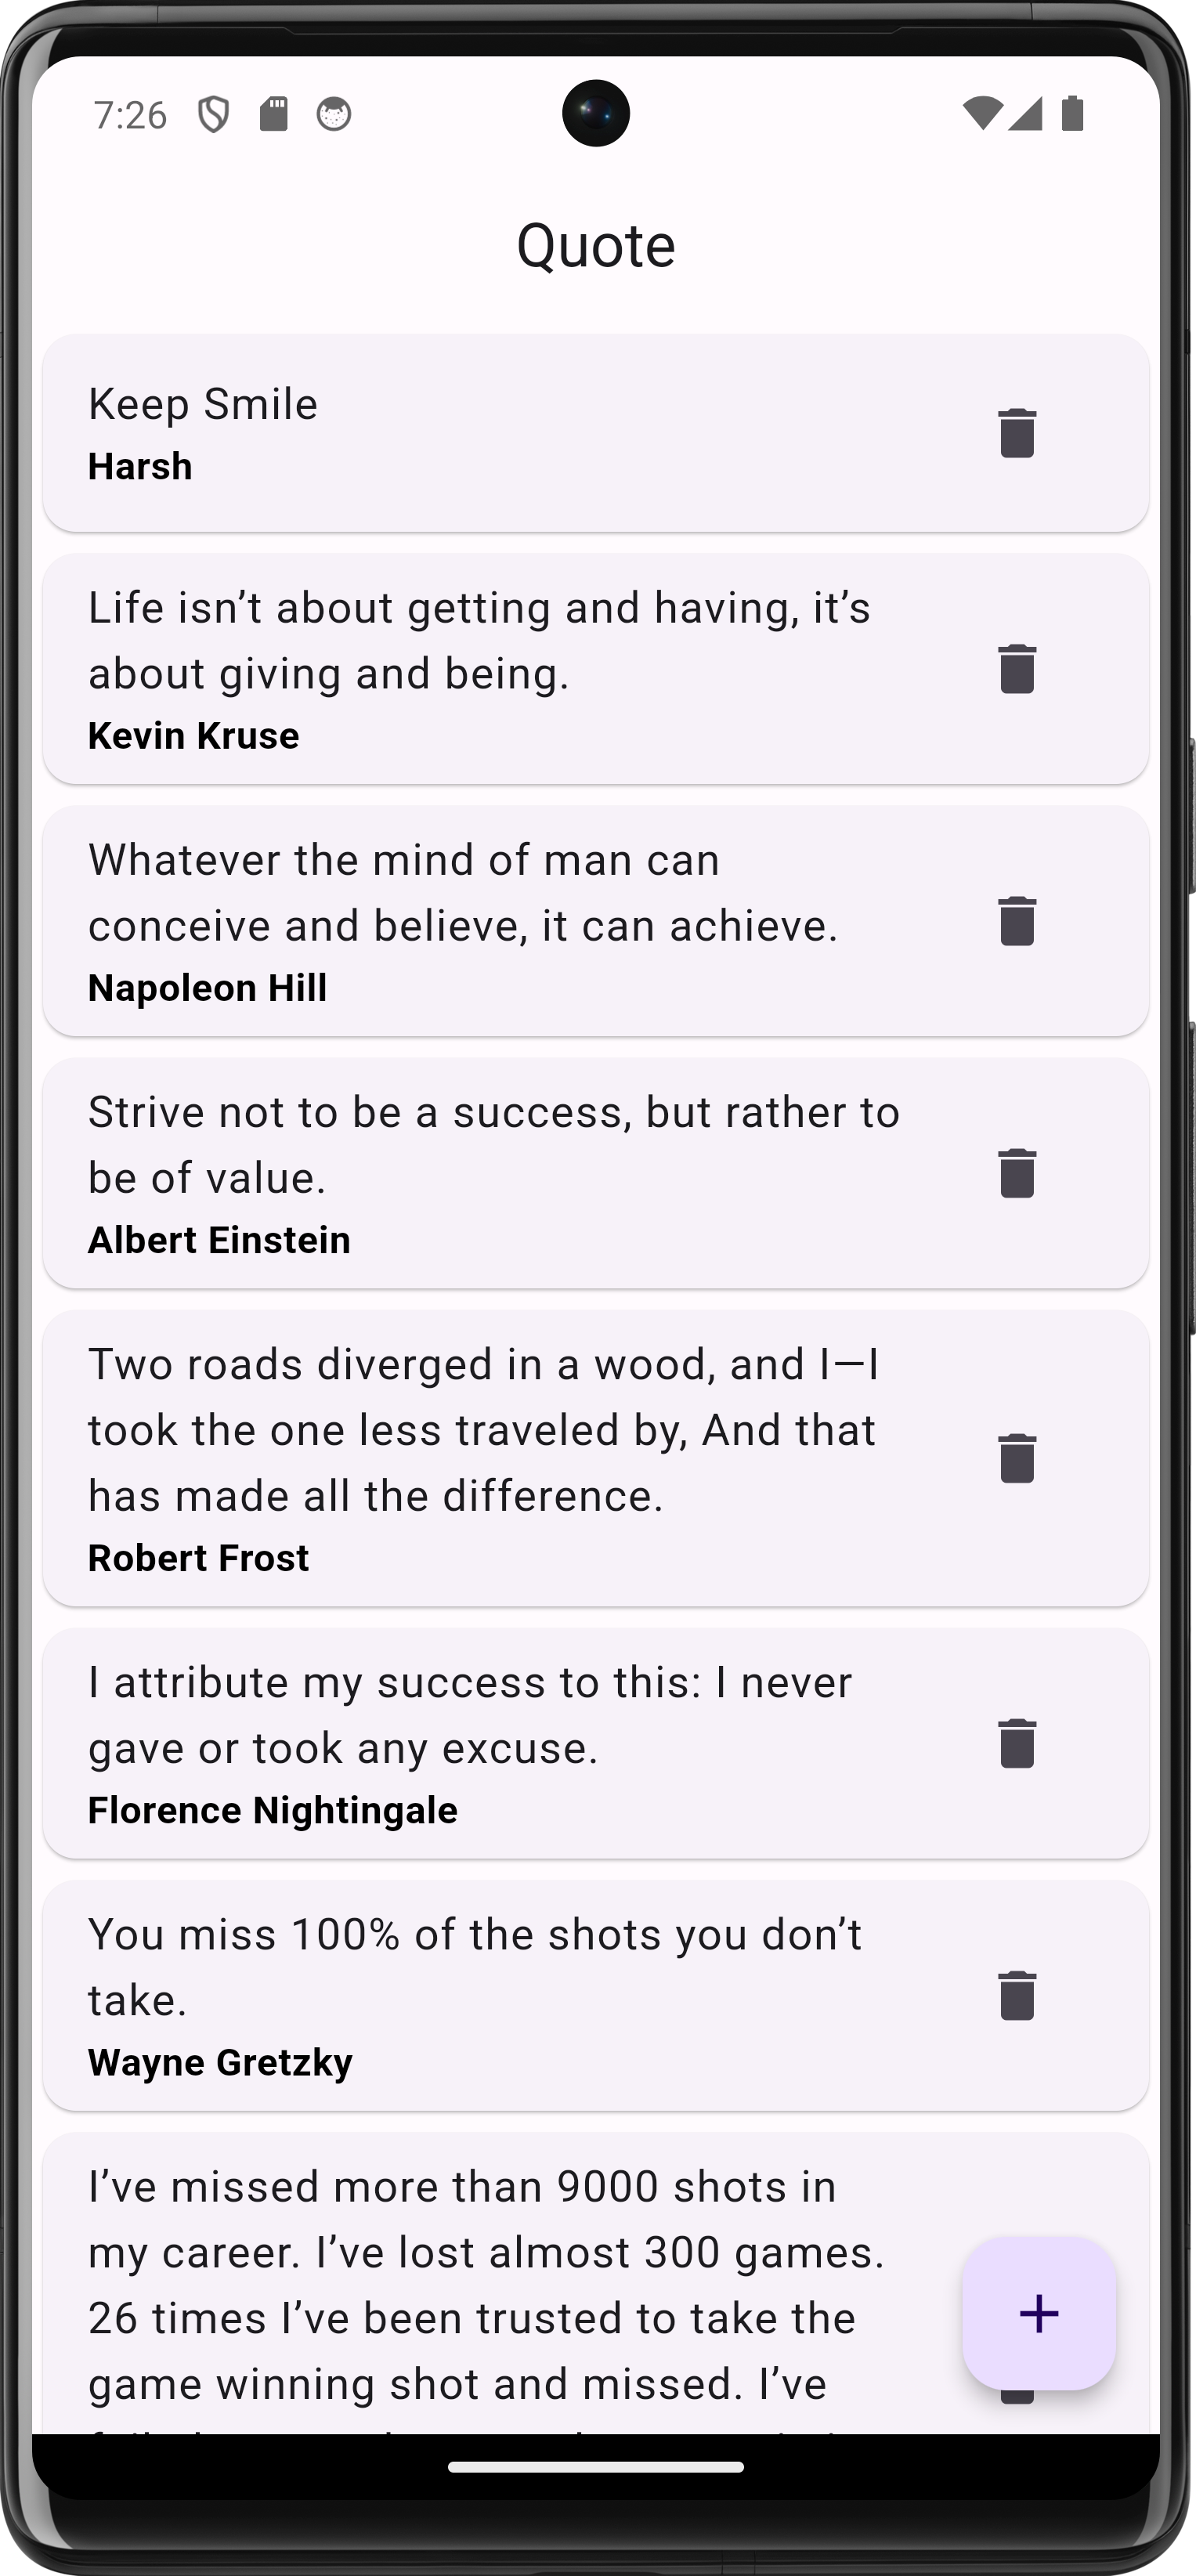 7:26
Quote
Keep Smile
Harsh
Life isn’t about getting and having, it’s
about giving and being.
Kevin Kruse
Whatever the mind of man can
conceive and believe, it can achieve.
Napoleon Hill
Strive not to be a success, but rather to
be of value.
Albert Einstein
Two roads diverged in a wood, and I—I
took the one less traveled by, And that
has made all the difference.
Robert Frost
I attribute my success to this: I never
gave or took any excuse.
Florence Nightingale
You miss 100% of the shots you don’t
take.
Wayne Gretzky
I’ve missed more than 9000 shots in
my career. I’ve lost almost 300 games.
26 times I’ve been trusted to take the
game winning shot and missed. I’ve